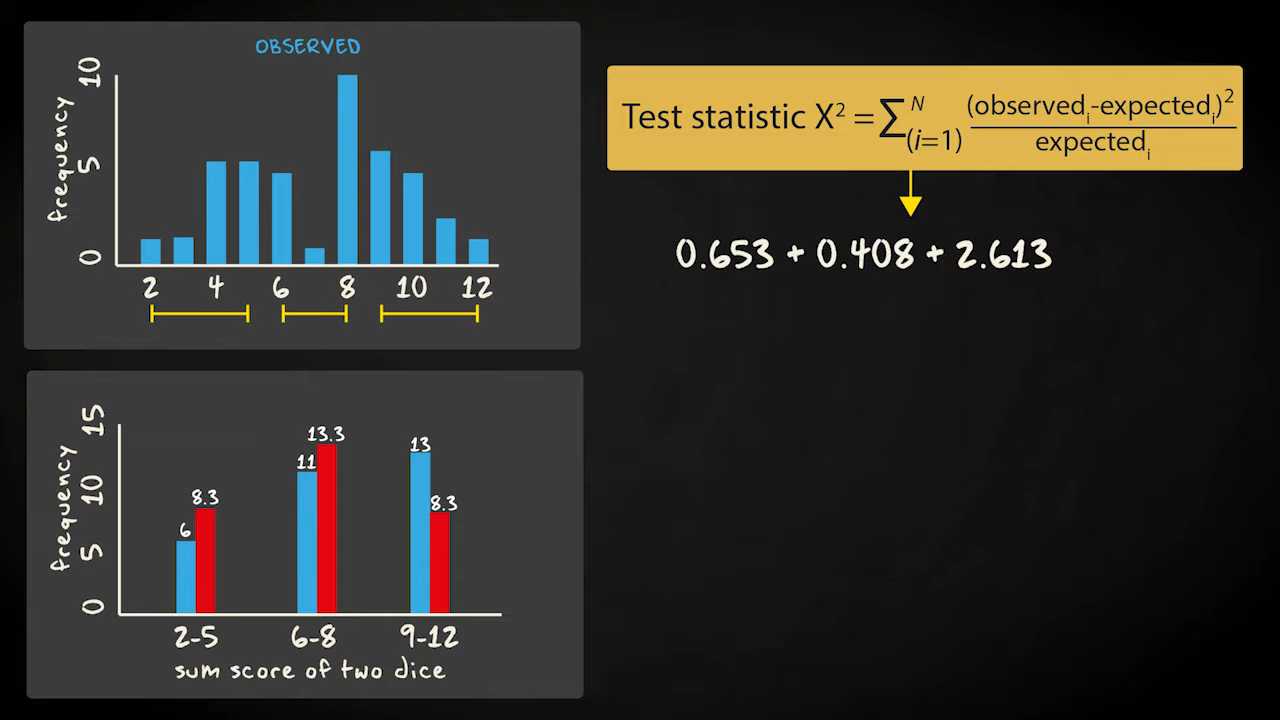 OBSERVED
frequency
10
5
0
2 4 6 8 10 12
Test statistic X² = ∑ᴺ(i=1) (observedᵢ-expectedᵢ)² / expectedᵢ
0.653 + 0.408 + 2.613
frequency
15
10
5
0
6 8.3 11 13.3 13 8.3
2-5 6-8 9-12
sum score of two dice